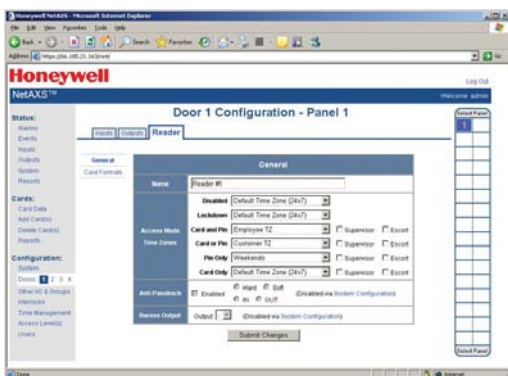 Honeywell NetAXS - Microsoft Internet Explorer
File Edit View Favorites Tools Help
Back Search Favorites
Address
Honeywell
Log Out
NetAXS™
Welcome admin
Door 1 Configuration - Panel 1
Select Panel
1
Inputs Outputs Reader
Status:
Alarms
Events
Inputs
Outputs
System
Reports
Cards:
Card Data
Add Card(s)
Delete Card(s)
Reports
Configuration:
System
Doors 1 2 3 4
Other I/O & Groups
Interlocks
Time Management
Access Level(s)
Users
General
Card Formats
General
Name Reader #1
Access Mode Time Zones
Disabled Default Time Zone (24x7)
Lockdown Default Time Zone (24x7)
Card and Pin Employee TZ Supervisor Escort
Card or Pin Customer TZ Supervisor Escort
Pin Only Weekends Supervisor Escort
Card Only Default Time Zone (24x7) Supervisor Escort
Anti-Passback Enabled Hard Soft
IN OUT
(Disabled via System Configuration)
Duress Output Output (Disabled via System Configuration)
Submit Changes
Select Panel
Done
Internet